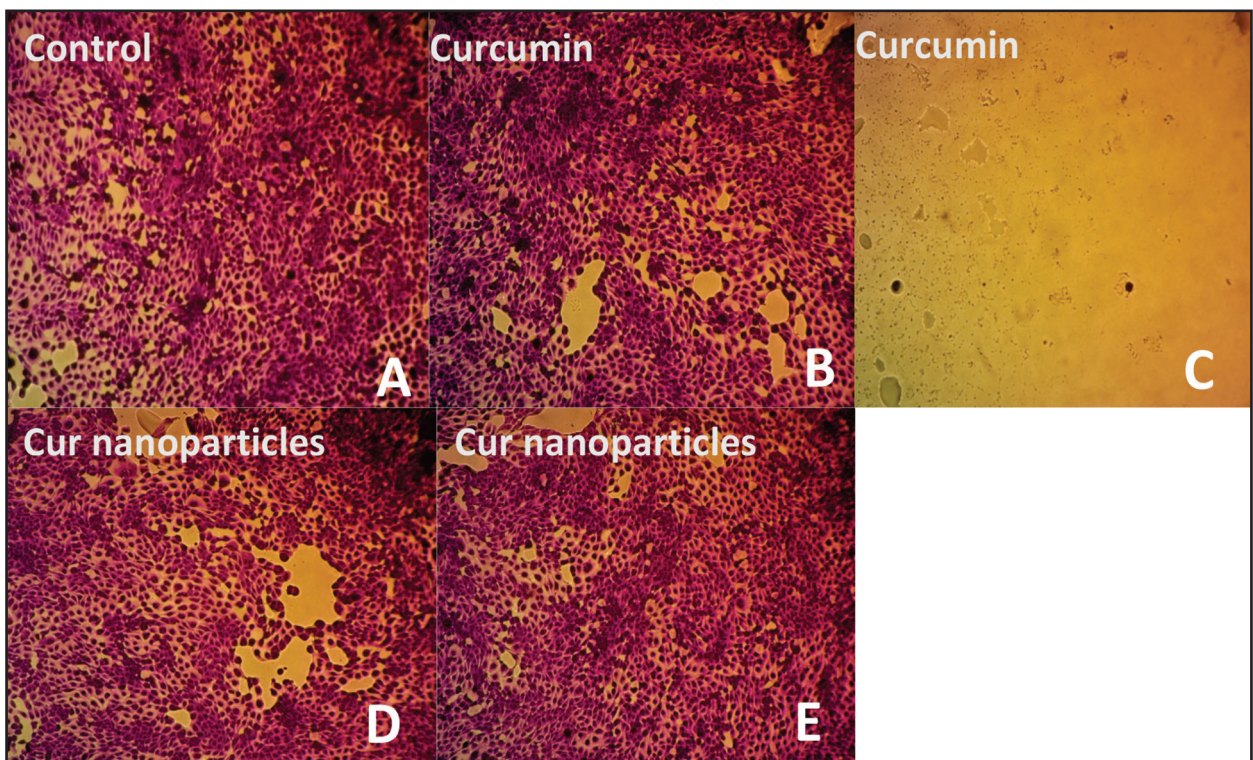 Control
A
Curcumin
B
Curcumin
C
Cur nanoparticles
D
Cur nanoparticles
E